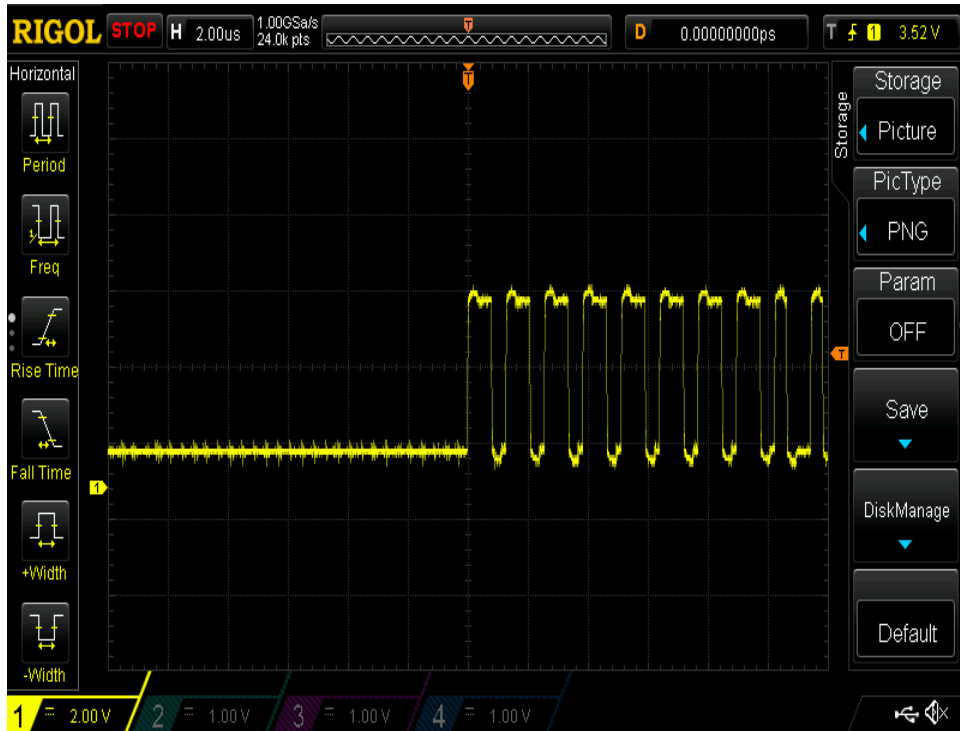 RIGOL STOP H 2.00us 1.00GSa/s 24.0k pts T D 0.00000000ps T 1 3.52 V
Horizontal
Period
Freq
Rise Time
Fall Time
+Width
-Width
T
T
1
Storage
Storage
Picture
PicType
PNG
Param
OFF
Save
DiskManage
Default
1 = 2.00 V 2 = 1.00 V 3 = 1.00 V 4 = 1.00 V